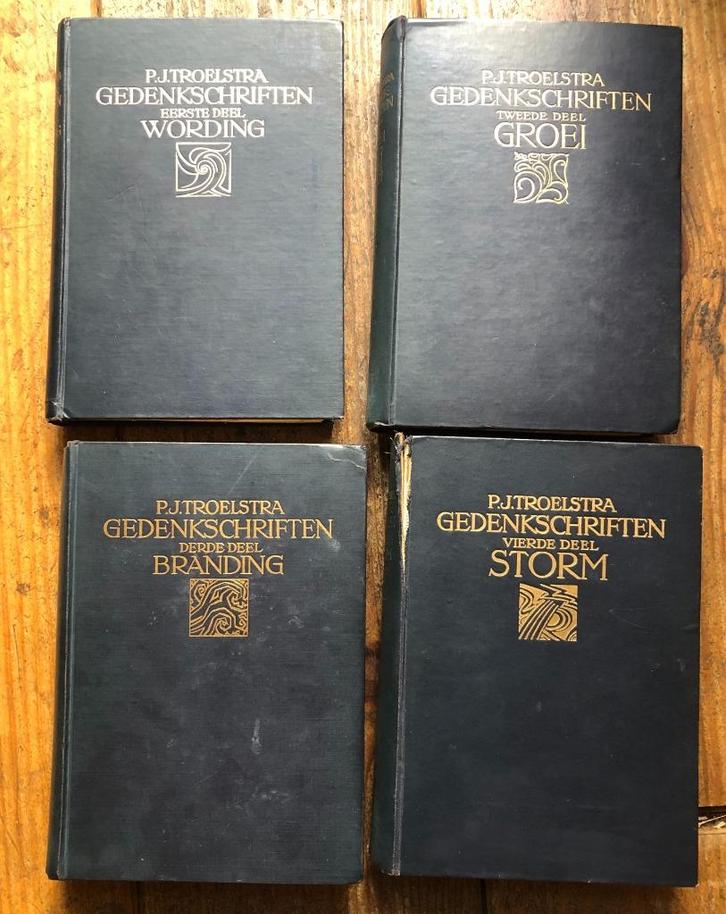 P.J. TROELSTRA
GEDENKSCHRIFTEN
EERSTE DEEL
WORDING
P.J. TROELSTRA
GEDENKSCHRIFTEN
TWEEDE DEEL
GROEI
P.J. TROELSTRA
GEDENKSCHRIFTEN
DERDE DEEL
BRANDING
P.J. TROELSTRA
GEDENKSCHRIFTEN
VIERDE DEEL
STORM